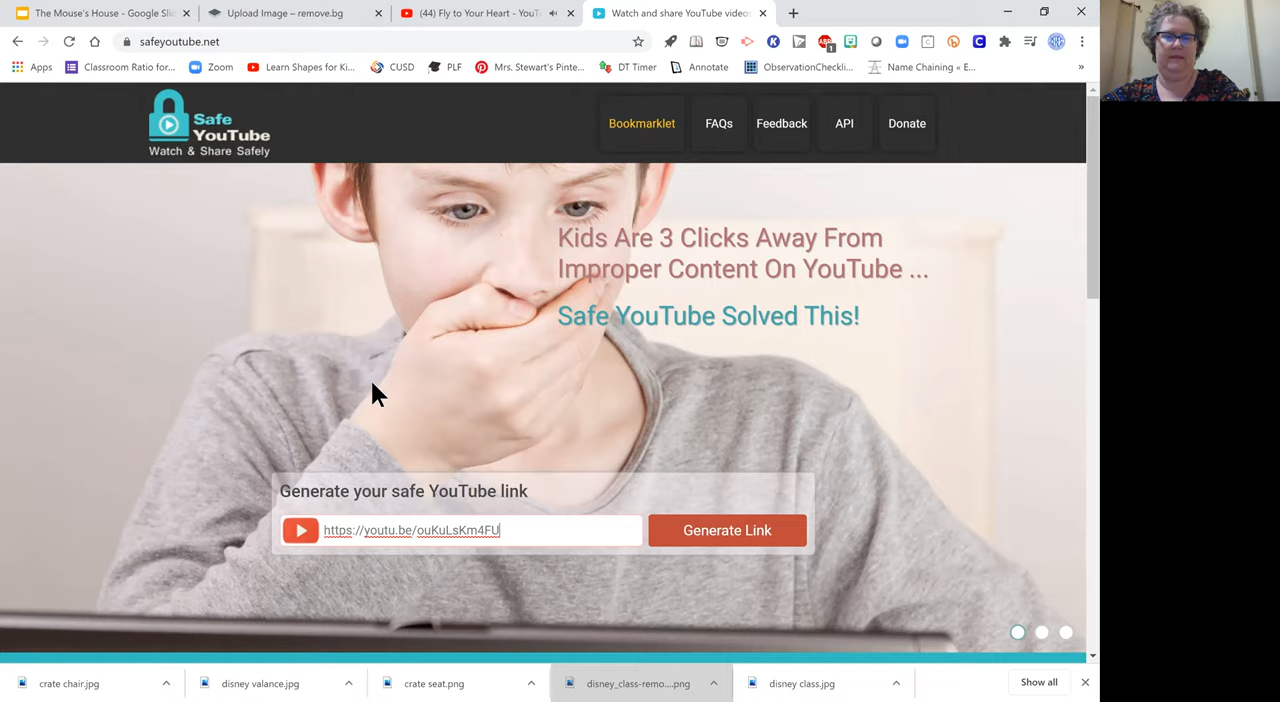 The Mouse's House - Google Sli
Upload Image – remove.bg
(44) Fly to Your Heart - YouT
Watch and share YouTube videos
safeyoutube.net
ABP
1
Apps
Classroom Ratio for...
Zoom
Learn Shapes for Ki...
CUSD
PLF
Mrs. Stewart's Pinte...
DT Timer
Annotate
ObservationCheckli...
Name Chaining « E...
»
Safe
YouTube
Watch & Share Safely
Bookmarklet
FAQs
Feedback
API
Donate
Kids Are 3 Clicks Away From
Improper Content On YouTube ...
Safe YouTube Solved This!
Generate your safe YouTube link
https://youtu.be/ouKuLsKm4FU
Generate Link
crate chair.jpg
disney valance.jpg
crate seat.png
disney_class-remo....png
disney class.jpg
Show all